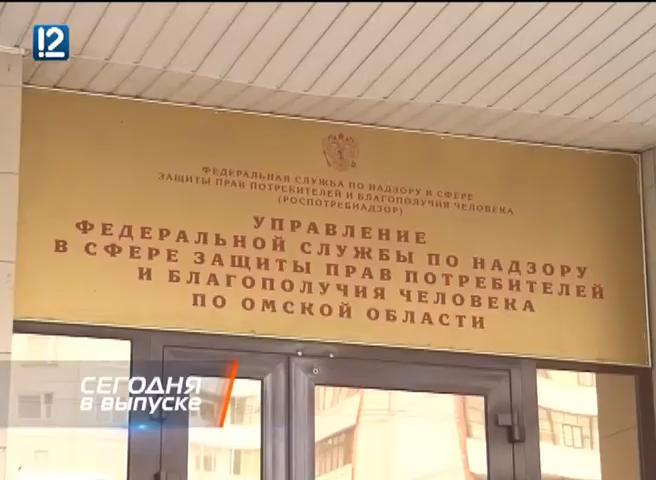 12
ФЕДЕРАЛЬНАЯ СЛУЖБА ПО НАДЗОРУ В СФЕРЕ
ЗАЩИТЫ ПРАВ ПОТРЕБИТЕЛЕЙ И БЛАГОПОЛУЧИЯ ЧЕЛОВЕКА
(РОСПОТРЕБНАДЗОР)
УПРАВЛЕНИЕ
ФЕДЕРАЛЬНОЙ СЛУЖБЫ ПО НАДЗОРУ
В СФЕРЕ ЗАЩИТЫ ПРАВ ПОТРЕБИТЕЛЕЙ
И БЛАГОПОЛУЧИЯ ЧЕЛОВЕКА
ПО ОМСКОЙ ОБЛАСТИ
СЕГОДНЯ
В ВЫПУСКЕ